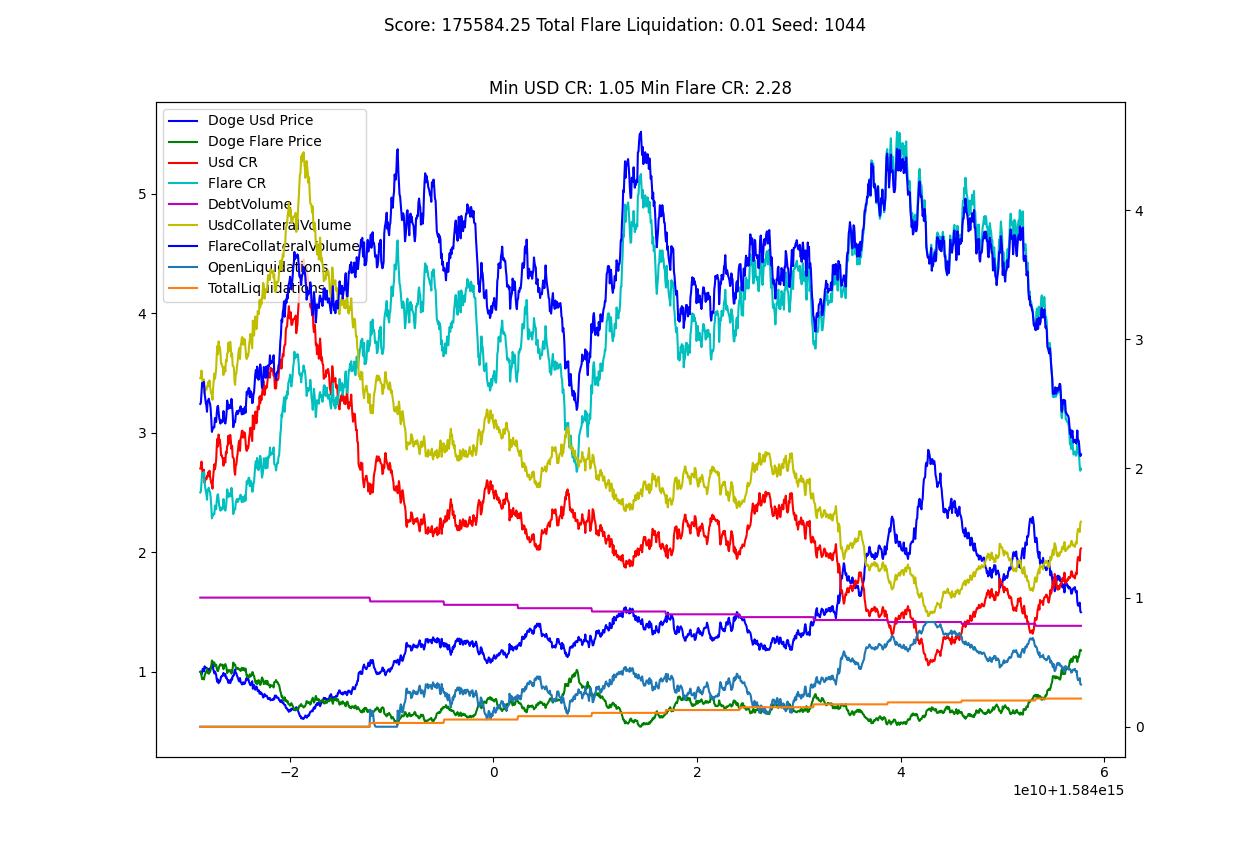 Score: 175584.25 Total Flare Liquidation: 0.01 Seed: 1044
Min USD CR: 1.05 Min Flare CR: 2.28
Doge Usd Price
Doge Flare Price
Usd CR
Flare CR
DebtVolume
UsdCollateralVolume
FlareCollateralVolume
OpenLiquidations
TotalLiquidations
5
4
3
2
1
4
3
2
1
0
−2 0 2 4 6
1e10+1.584e15